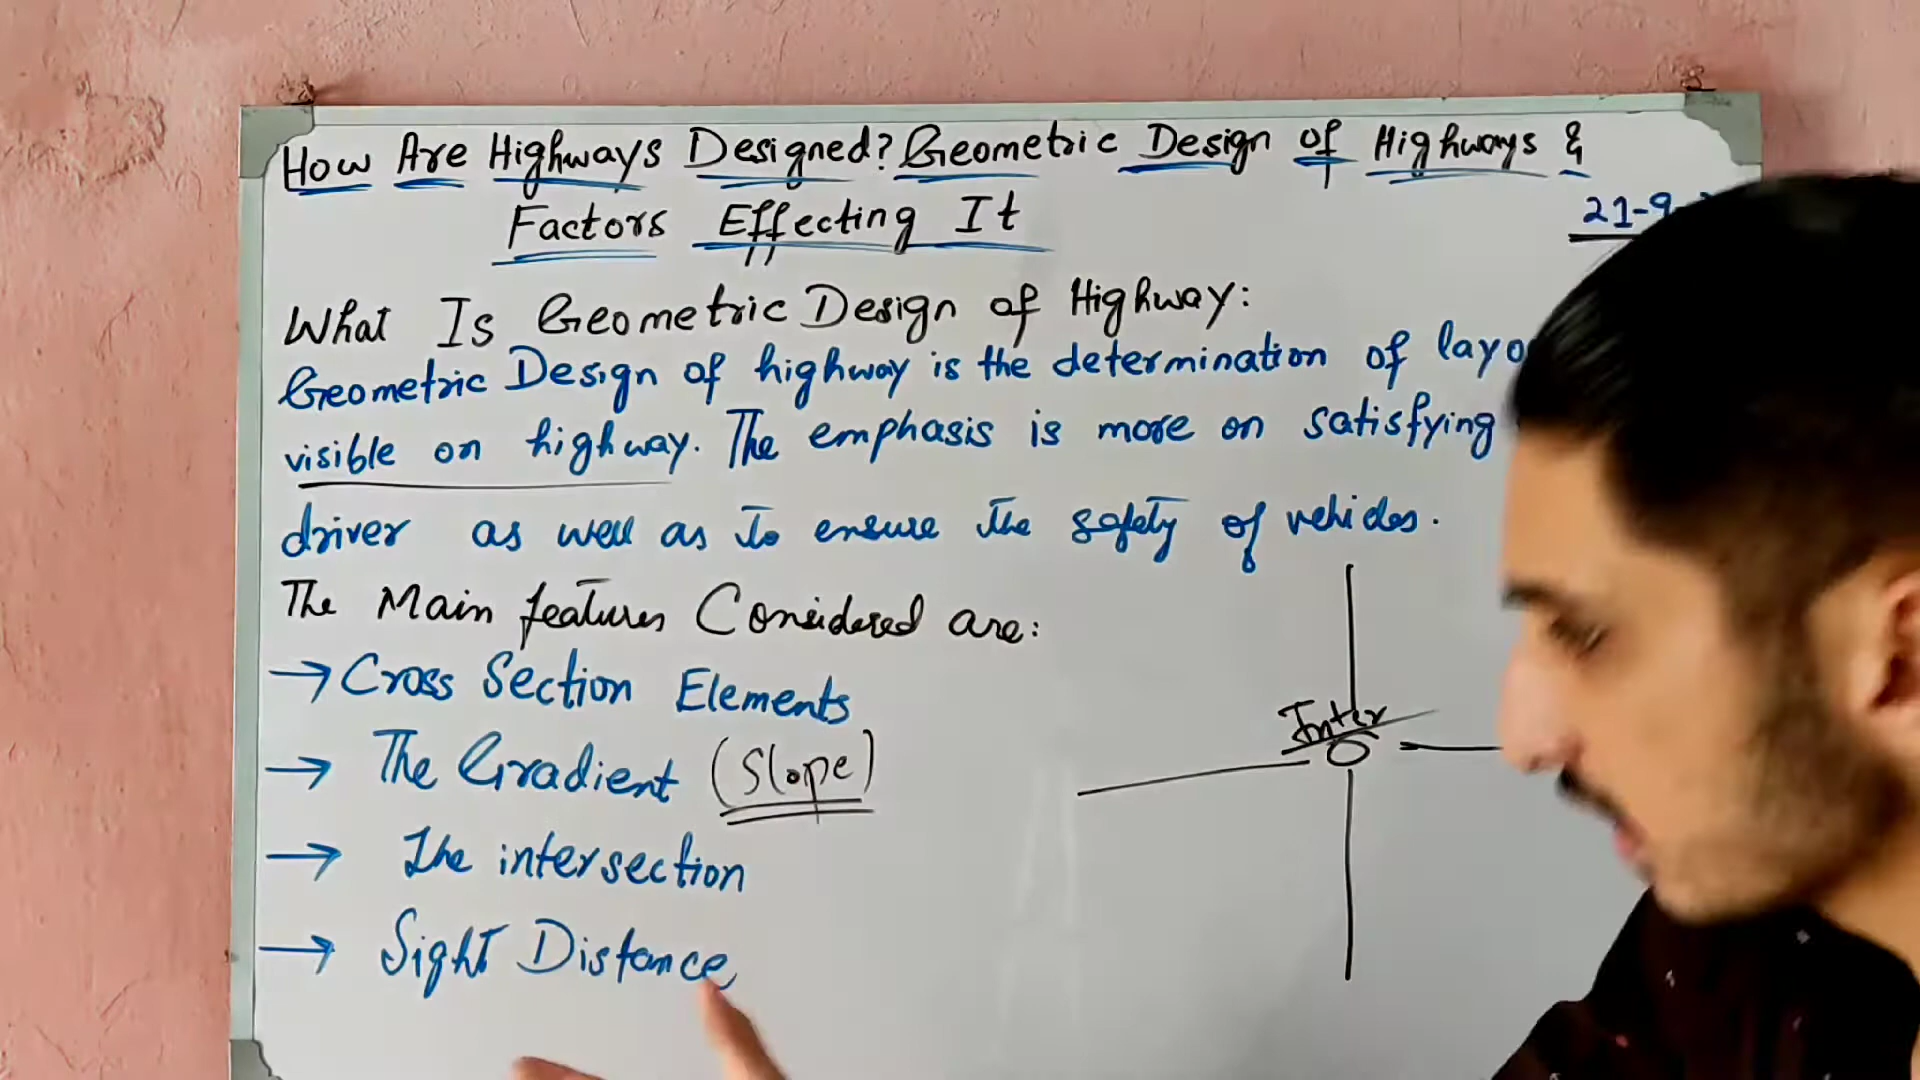 How Are Highways Designed? Geometric Design of Highways &
Factors Effecting It
21-9
What Is Geometric Design of Highway:
Geometric Design of highway is the determination of
visible on highway. The emphasis is more on satisfying
driver as well as to ensure the safety of vehicles.
The Main features Considered are:
→ Cross Section Elements
→ The Gradient (Slope)
→ The intersection
→ Sight Distance
Inter